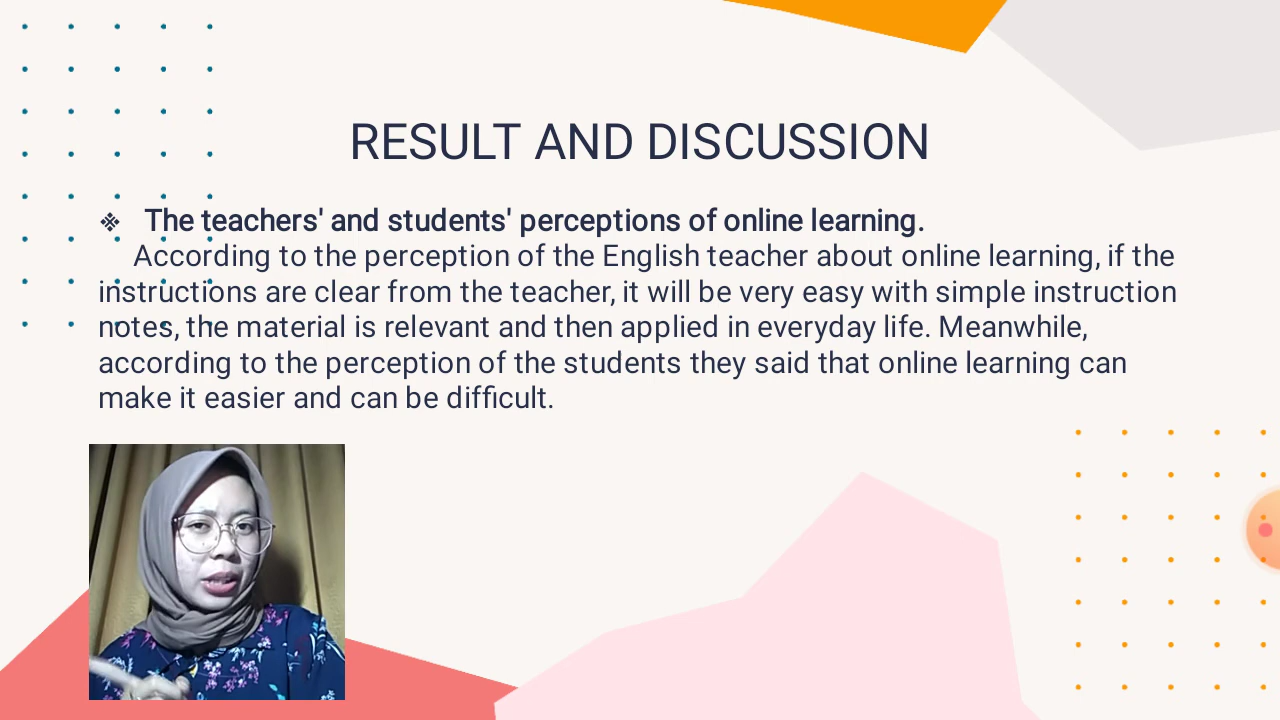 RESULT AND DISCUSSION
❖ The teachers' and students' perceptions of online learning.
According to the perception of the English teacher about online learning, if the
instructions are clear from the teacher, it will be very easy with simple instruction
notes, the material is relevant and then applied in everyday life. Meanwhile,
according to the perception of the students they said that online learning can
make it easier and can be difficult.